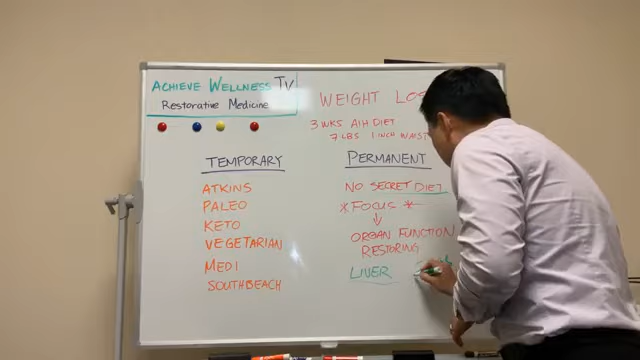 ACHIEVE WELLNESS TV
Restorative Medicine
WEIGHT LOS
3 WKS AIH DIET
7 LBS 1 INCH WAIST
TEMPORARY
ATKINS
PALEO
KETO
VEGETARIAN
MEDI
SOUTHBEACH
PERMANENT
NO SECRET DIET
*FOCUS *
ORGAN FUNCTION
RESTORING
LIVER